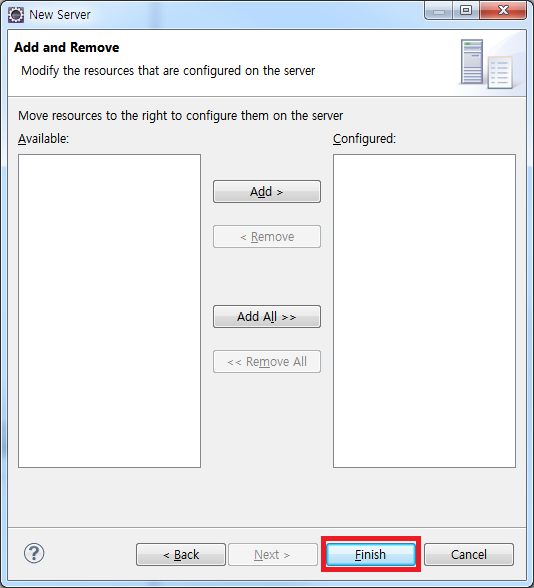 New Server
Add and Remove
Modify the resources that are configured on the server
Move resources to the right to configure them on the server
Available:
Configured:
Add >
< Remove
Add All >>
<< Remove All
?
< Back
Next >
Finish
Cancel